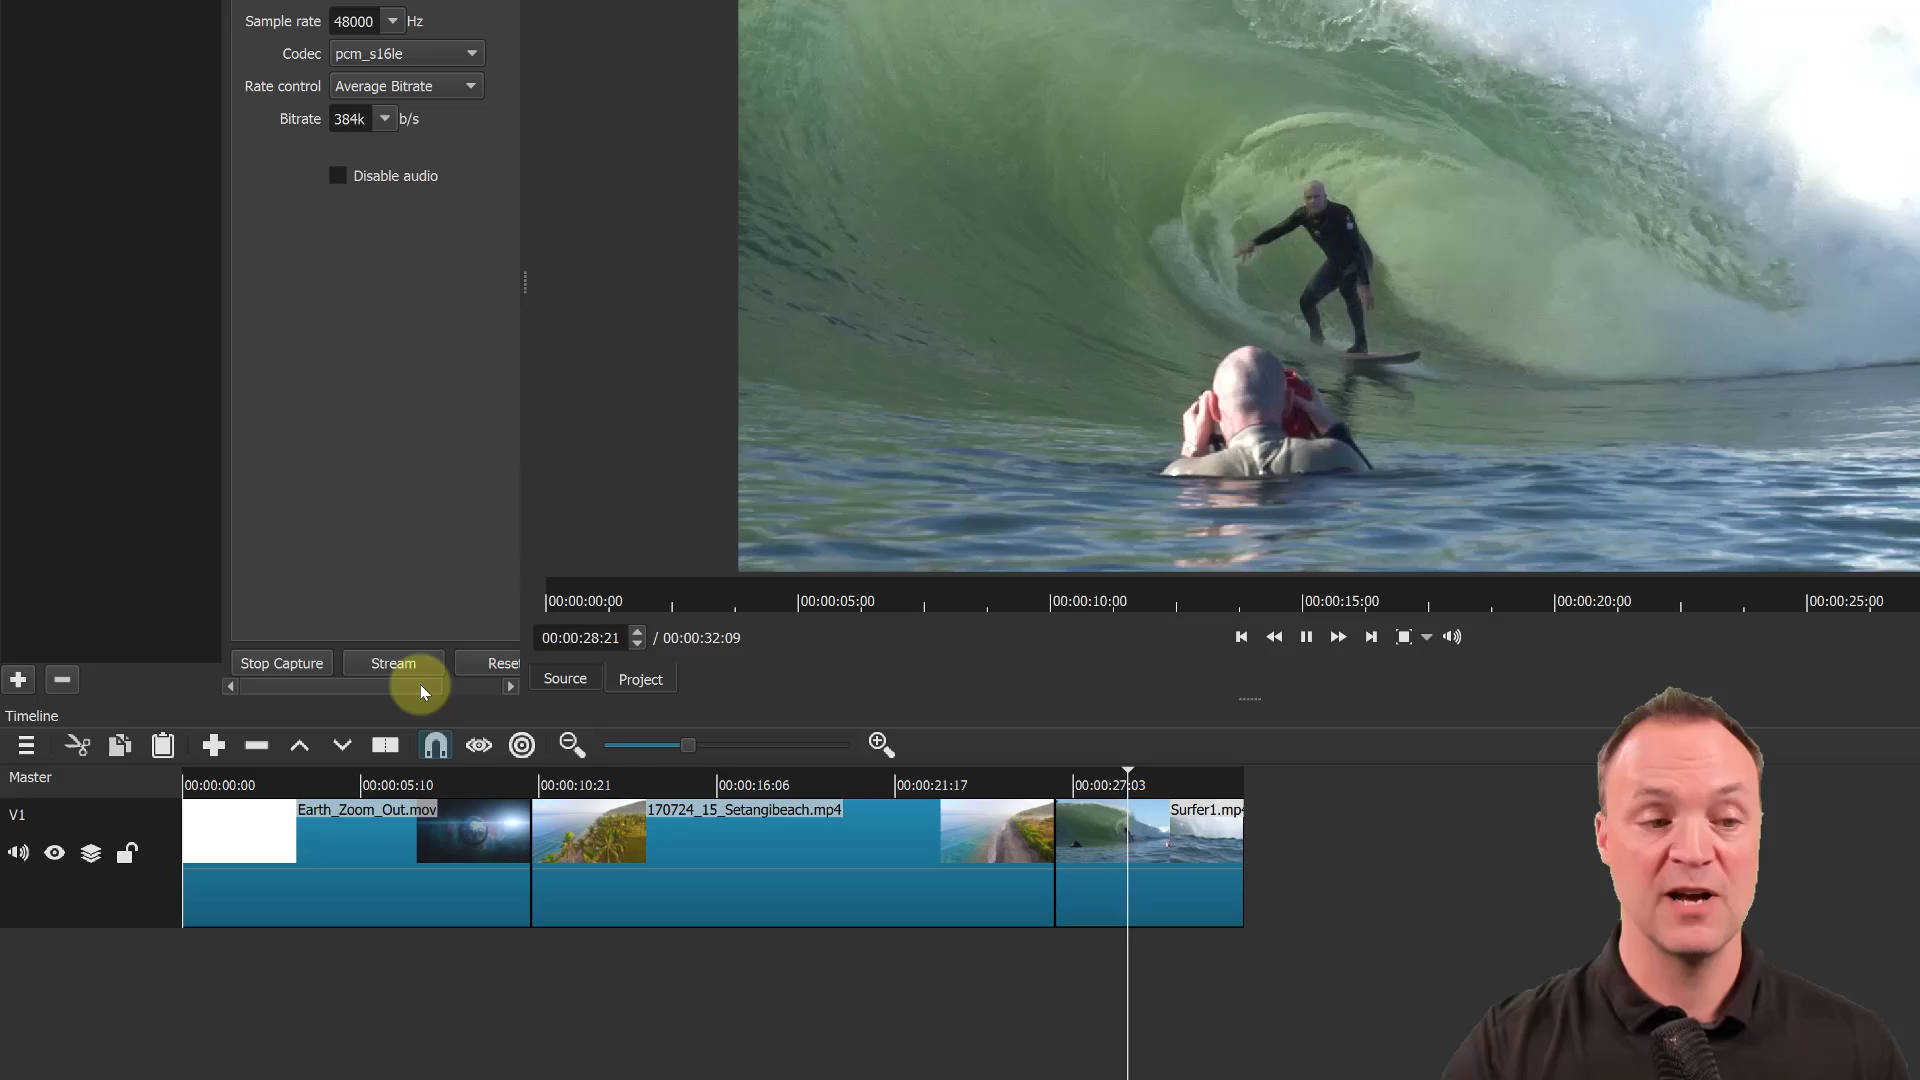 Sample rate 48000 Hz
Codec pcm_s16le
Rate control Average Bitrate
Bitrate 384k b/s
Disable audio
00:00:00:00 00:00:05:00 00:00:10:00 00:00:15:00 00:00:20:00 00:00:25:00
00:00:28:21 / 00:00:32:09
Stop Capture Stream Reset
Source Project
Timeline
Master
00:00:00:00 00:00:05:10 00:00:10:21 00:00:16:06 00:00:21:17 00:00:27:03
V1
Earth_Zoom_Out.mov 170724_15_Setangibeach.mp4 Surfer1.mp4